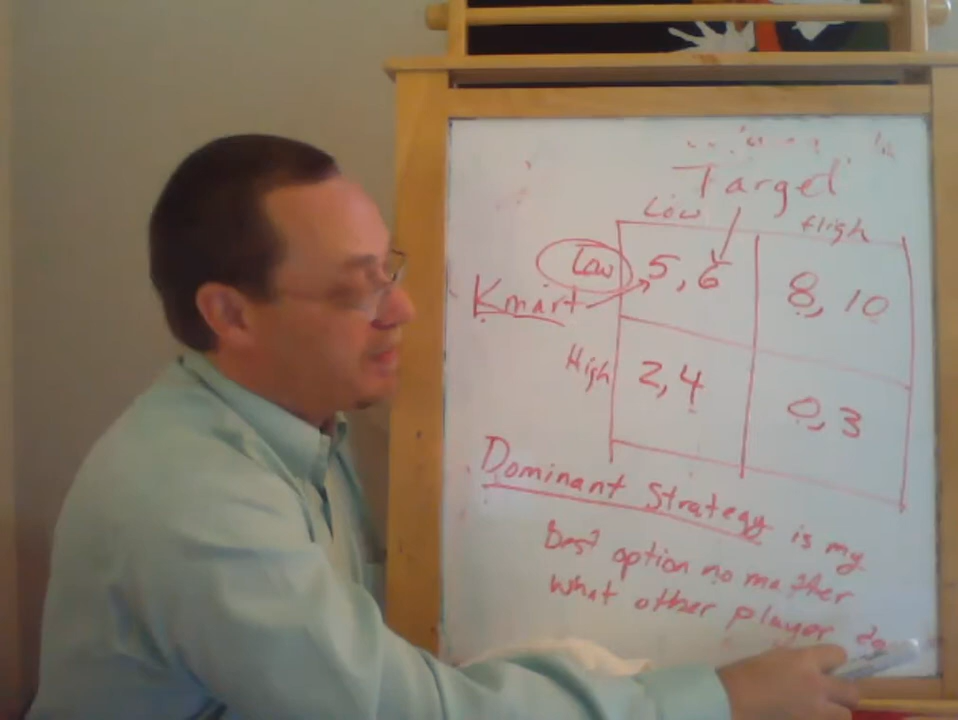 Target
Low High
Low 5, 6 8, 10
Kmart
High 2, 4 0, 3
Dominant Strategy is my
best option no matter
what other player do